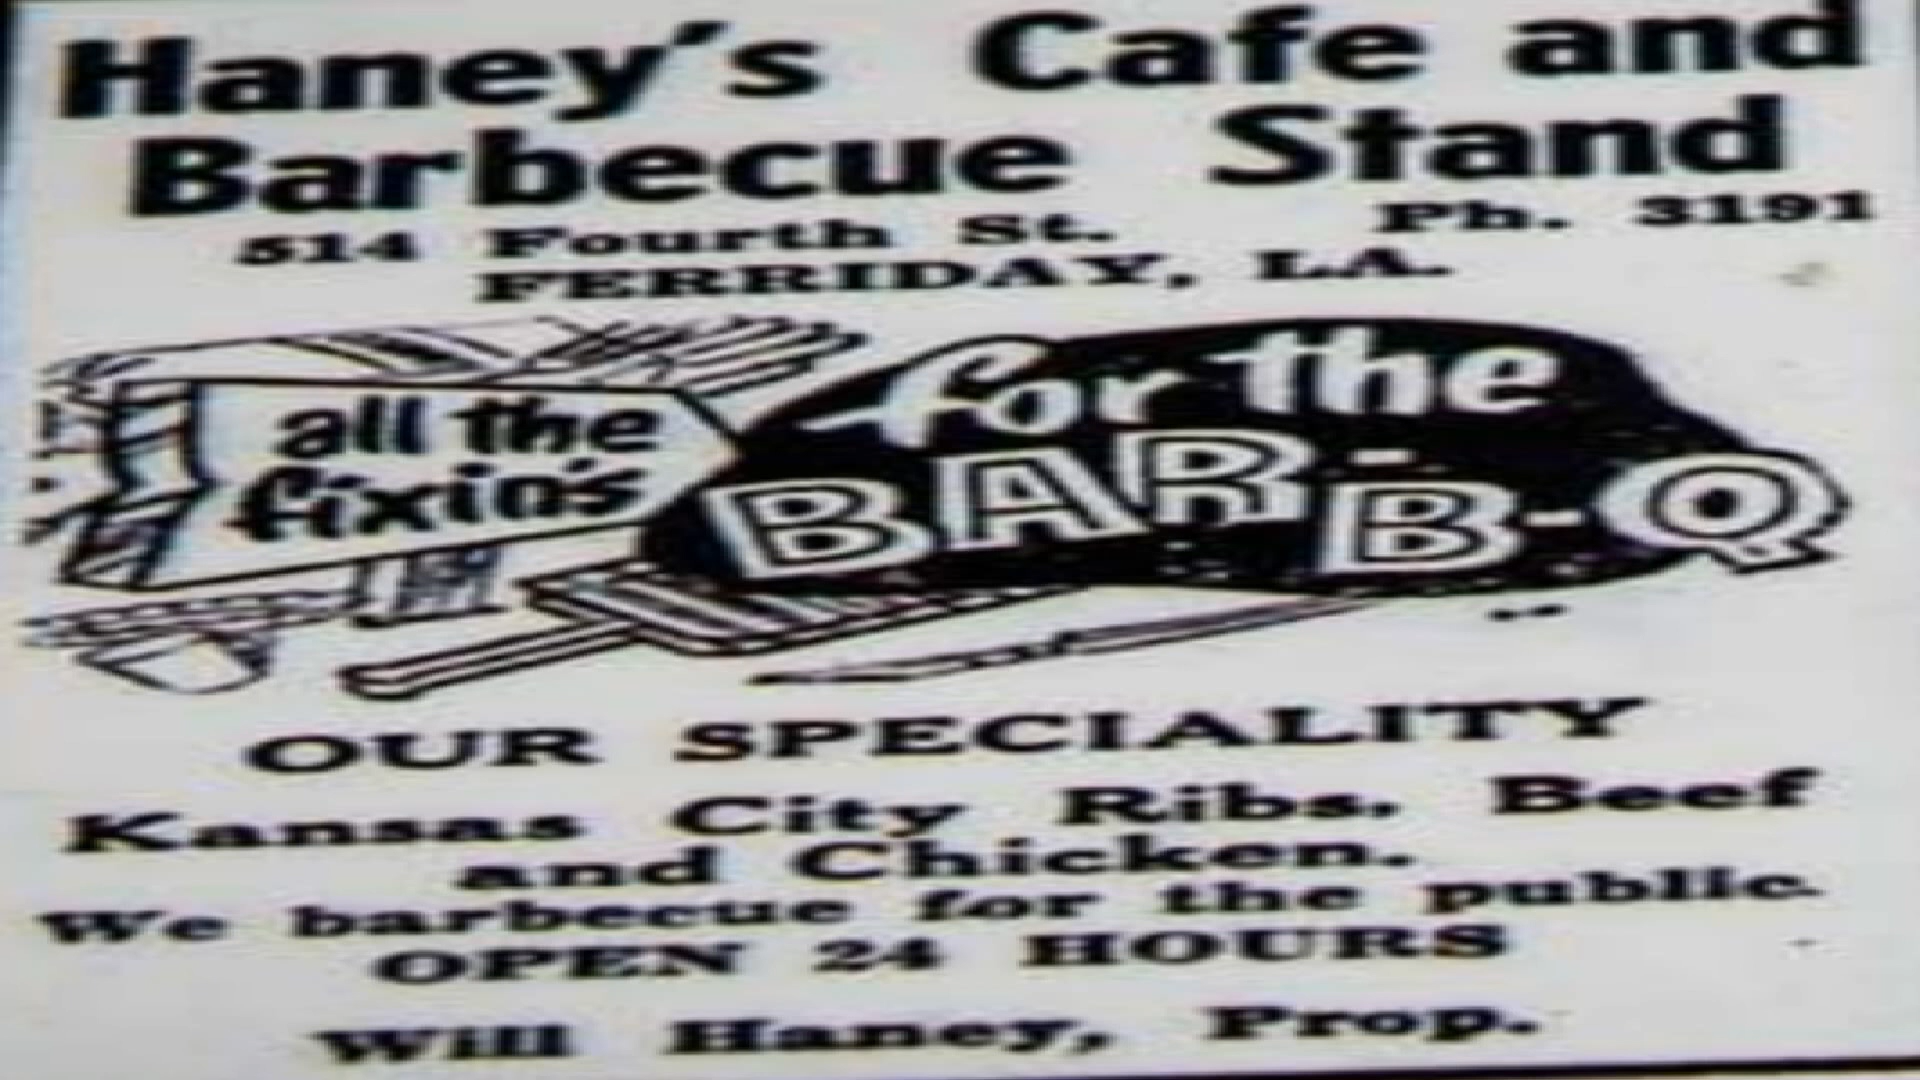 Haney's Cafe and
Barbecue Stand
514 Fourth St. Ph. 3191
FERRIDAY, LA.
all the
fixin's
for the
BAR-
B-Q
OUR SPECIALITY
Kansas City Ribs, Beef
and Chicken.
We barbecue for the public.
OPEN 24 HOURS
Will Haney, Prop.